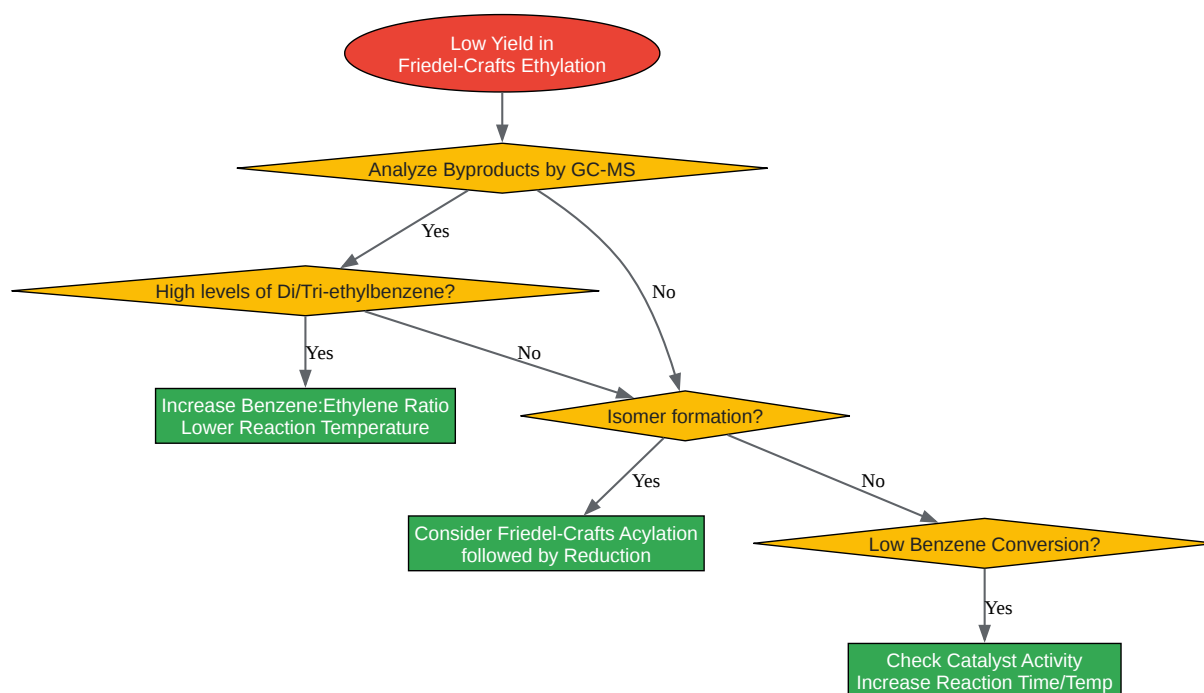 Low Yield in
Friedel-Crafts Ethylation
Analyze Byproducts by GC-MS
Yes
No
High levels of Di/Tri-ethylbenzene?
Yes
No
Increase Benzene:Ethylene Ratio
Lower Reaction Temperature
Isomer formation?
Yes
No
Consider Friedel-Crafts Acylation
followed by Reduction
Low Benzene Conversion?
Yes
Check Catalyst Activity
Increase Reaction Time/Temp